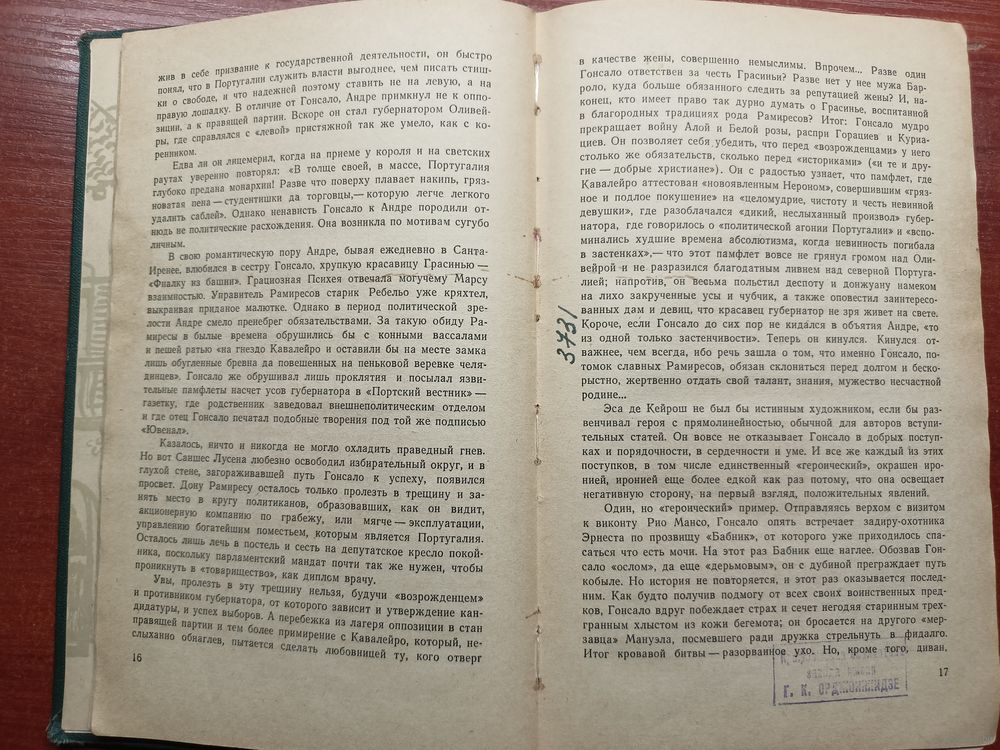 жив в себе призвание к государственной деятельности, он быстро
понял, что в Португалии служить власти выгоднее, чем писать стиш-
ки о свободе, и что надежней поэтому ставить не на левую, а на
правую лошадку. В отличие от Гонсало, Андре примкнул не к оппо-
зиции, а к правящей партии. Вскоре он стал губернатором Оливей-
ры, где справлялся с «левой» пристяжной так же умело, как с ко-
ренником.
Едва ли он лицемерил, когда на приеме у короля и на светских
раутах уверенно повторял: «В толще своей, в массе, Португалия
глубоко предана монархии! Разве что поверху плавает накипь, гряз-
новатая пена — студентишки да торговцы,— которую легче легкого
удалить саблей». Однако ненависть Гонсало к Андре породили от-
нюдь не политические расхождения. Она возникла по мотивам сугубо
личным.
В свою романтическую пору Андре, бывая ежедневно в Санта-
Иренее, влюбился в сестру Гонсало, хрупкую красавицу Грасинью —
«Фиалку из башни». Грациозная Психея отвечала могучему Марсу
взаимностью. Управитель Рамиресов старик Ребельо уже кряхтел,
выкраивая приданое малютке. Однако в период политической зре-
лости Андре смело пренебрег обязательствами. За такую обиду Ра-
миресы в былые времена обрушились бы с конными вассалами
и пешей ратью «на гнездо Кавалейро и оставили бы на месте замка
лишь обугленные бревна да повешенных на пеньковой веревке челя-
динцев». Гонсало же обрушивал лишь проклятия и посылал язви-
тельные памфлеты насчет усов губернатора в «Портский вестник» —
газетку, где родственник заведовал внешнеполитическим отделом
и где отец Гонсало печатал подобные творения под той же подписью
«Ювенал».
Казалось, ничто и никогда не могло охладить праведный гнев.
Но вот Саншес Лусена любезно освободил избирательный округ, и в
глухой стене, загораживавшей путь Гонсало к успеху, появился
просвет. Дону Рамиресу осталось только пролезть в трещину и за-
нять место в кругу политиканов, образовавших, как он видит,
акционерную компанию по грабежу, или мягче — эксплуатации,
управлению богатейшим поместьем, которым является Португалия.
Осталось лишь лечь в постель и сесть на депутатское кресло покой-
ника, поскольку парламентский мандат почти так же нужен, чтобы
проникнуть в «товарищество», как диплом врачу.
Увы, пролезть в эту трещину нельзя, будучи «возрожденцем»
и противником губернатора, от которого зависит и утверждение кан-
дидатуры, и успех выборов. А перебежка из лагеря оппозиции в стан
правящей партии и тем более примирение с Кавалейро, который, не-
слыханно обнаглев, пытается сделать любовницей ту, кого отверг
16
в качестве жены, совершенно немыслимы. Впрочем... Разве один
Гонсало ответствен за честь Грасиньи? Разве нет у нее мужа Бар-
роло, куда больше обязанного следить за репутацией жены? И, на-
конец, кто имеет право так дурно думать о Грасинье, воспитанной
в благородных традициях рода Рамиресов? Итог: Гонсало мудро
прекращает войну Алой и Белой розы, распри Горациев и Куриа-
циев. Он позволяет себя убедить, что перед «возрожденцами» у него
столько же обязательств, сколько перед «историками» («и те и дру-
гие — добрые христиане»). Он с радостью узнает, что памфлет, где
Кавалейро аттестован «новоявленным Нероном», совершившим «гряз-
ное и подлое покушение» на «целомудрие, чистоту и честь невинной
девушки», где разоблачался «дикий, неслыханный произвол» губер-
натора, где говорилось о «политической агонии Португалии» и «вспо-
минались худшие времена абсолютизма, когда невинность погибала
в застенках»,— что этот памфлет вовсе не грянул громом над Оли-
вейрой и не разразился благодатным ливнем над северной Португа-
лией; напротив, он весьма польстил деспоту и донжуану намеком
на лихо закрученные усы и чубчик, а также оповестил заинтересо-
ванных дам и девиц, что красавец губернатор не зря живет на свете.
Короче, если Гонсало до сих пор не кидался в объятия Андре, «то
из одной только застенчивости». Теперь он кинулся. Кинулся от-
важнее, чем всегда, ибо речь зашла о том, что именно Гонсало, по-
томок славных Рамиресов, обязан склониться перед долгом и беско-
рыстно, жертвенно отдать свой талант, знания, мужество несчастной
родине...
Эса де Кейрош не был бы истинным художником, если бы раз-
венчивал героя с прямолинейностью, обычной для авторов вступи-
тельных статей. Он вовсе не отказывает Гонсало в добрых поступ-
ках и порядочности, в сердечности и уме. И все же каждый из этих
поступков, в том числе единственный «героический», окрашен иро-
нией, иронией еще более едкой как раз потому, что она освещает
негативную сторону, на первый взгляд, положительных явлений.
Один, но «героический» пример. Отправляясь верхом с визитом
к виконту Рио Мансо, Гонсало опять встречает задиру-охотника
Эрнеста по прозвищу «Бабник», от которого уже приходилось спа-
саться что есть мочи. На этот раз Бабник еще наглее. Обозвав Гон-
сало «ослом», да еще «дерьмовым», он с дубиной преграждает путь
кобыле. Но история не повторяется, и этот раз оказывается послед-
ним. Как будто получив подмогу от всех своих воинственных пред-
ков, Гонсало вдруг побеждает страх и сечет негодяя старинным трех-
гранным хлыстом из кожи бегемота; он бросается на другого «мер-
завца» Мануэла, посмевшего ради дружка стрельнуть в фидалго.
Итог кровавой битвы — разорванное ухо. Но, кроме того, диван,
17
3731
завода имени
Г. К. ОРДЖОНИКИДЗЕ